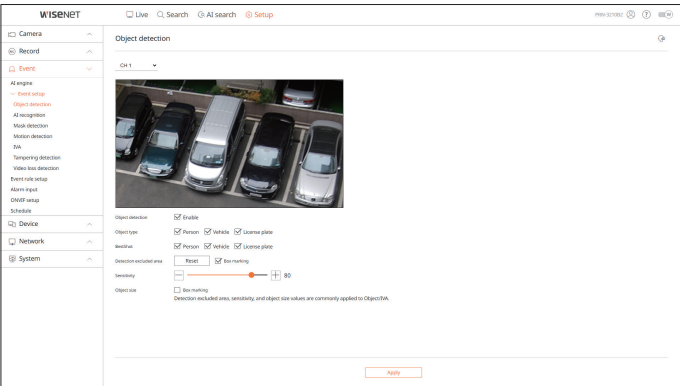 WISENET
Live Search AI search Setup
PRN-3210B2
Camera
Record
Event
AI engine
Event setup
Object detection
AI recognition
Mask detection
Motion detection
IVA
Tampering detection
Video loss detection
Event rule setup
Alarm input
ONVIF setup
Schedule
Device
Network
System
Object detection
CH 1
Object detection Enable
Object type Person Vehicle License plate
BestShot Person Vehicle License plate
Detection excluded area Reset Box marking
Sensitivity 80
Object size Box marking
Detection excluded area, sensitivity, and object size values are commonly applied to Object/IVA.
Apply